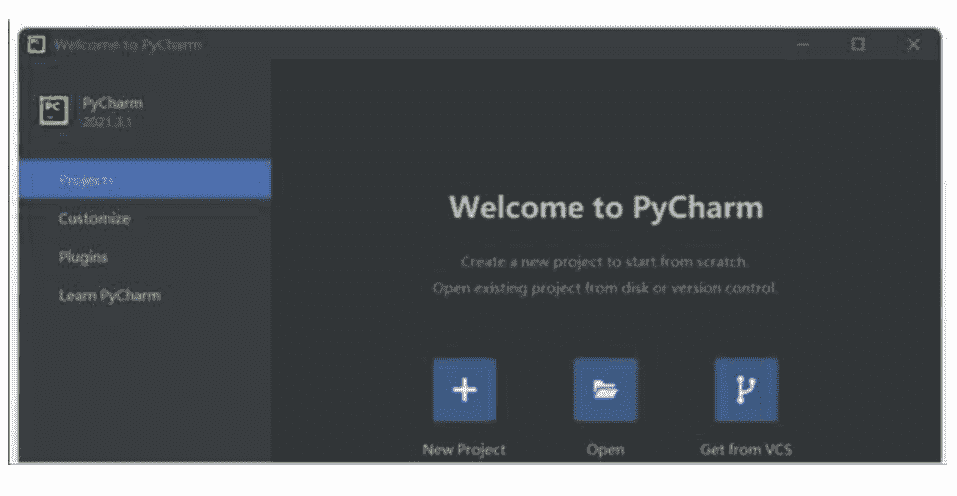 Welcome to PyCharm
PC
PyCharm
2021.3.1
Projects
Customize
Plugins
Learn PyCharm
Welcome to PyCharm
Create a new project to start from scratch.
Open existing project from disk or version control.
New Project
Open
Get from VCS